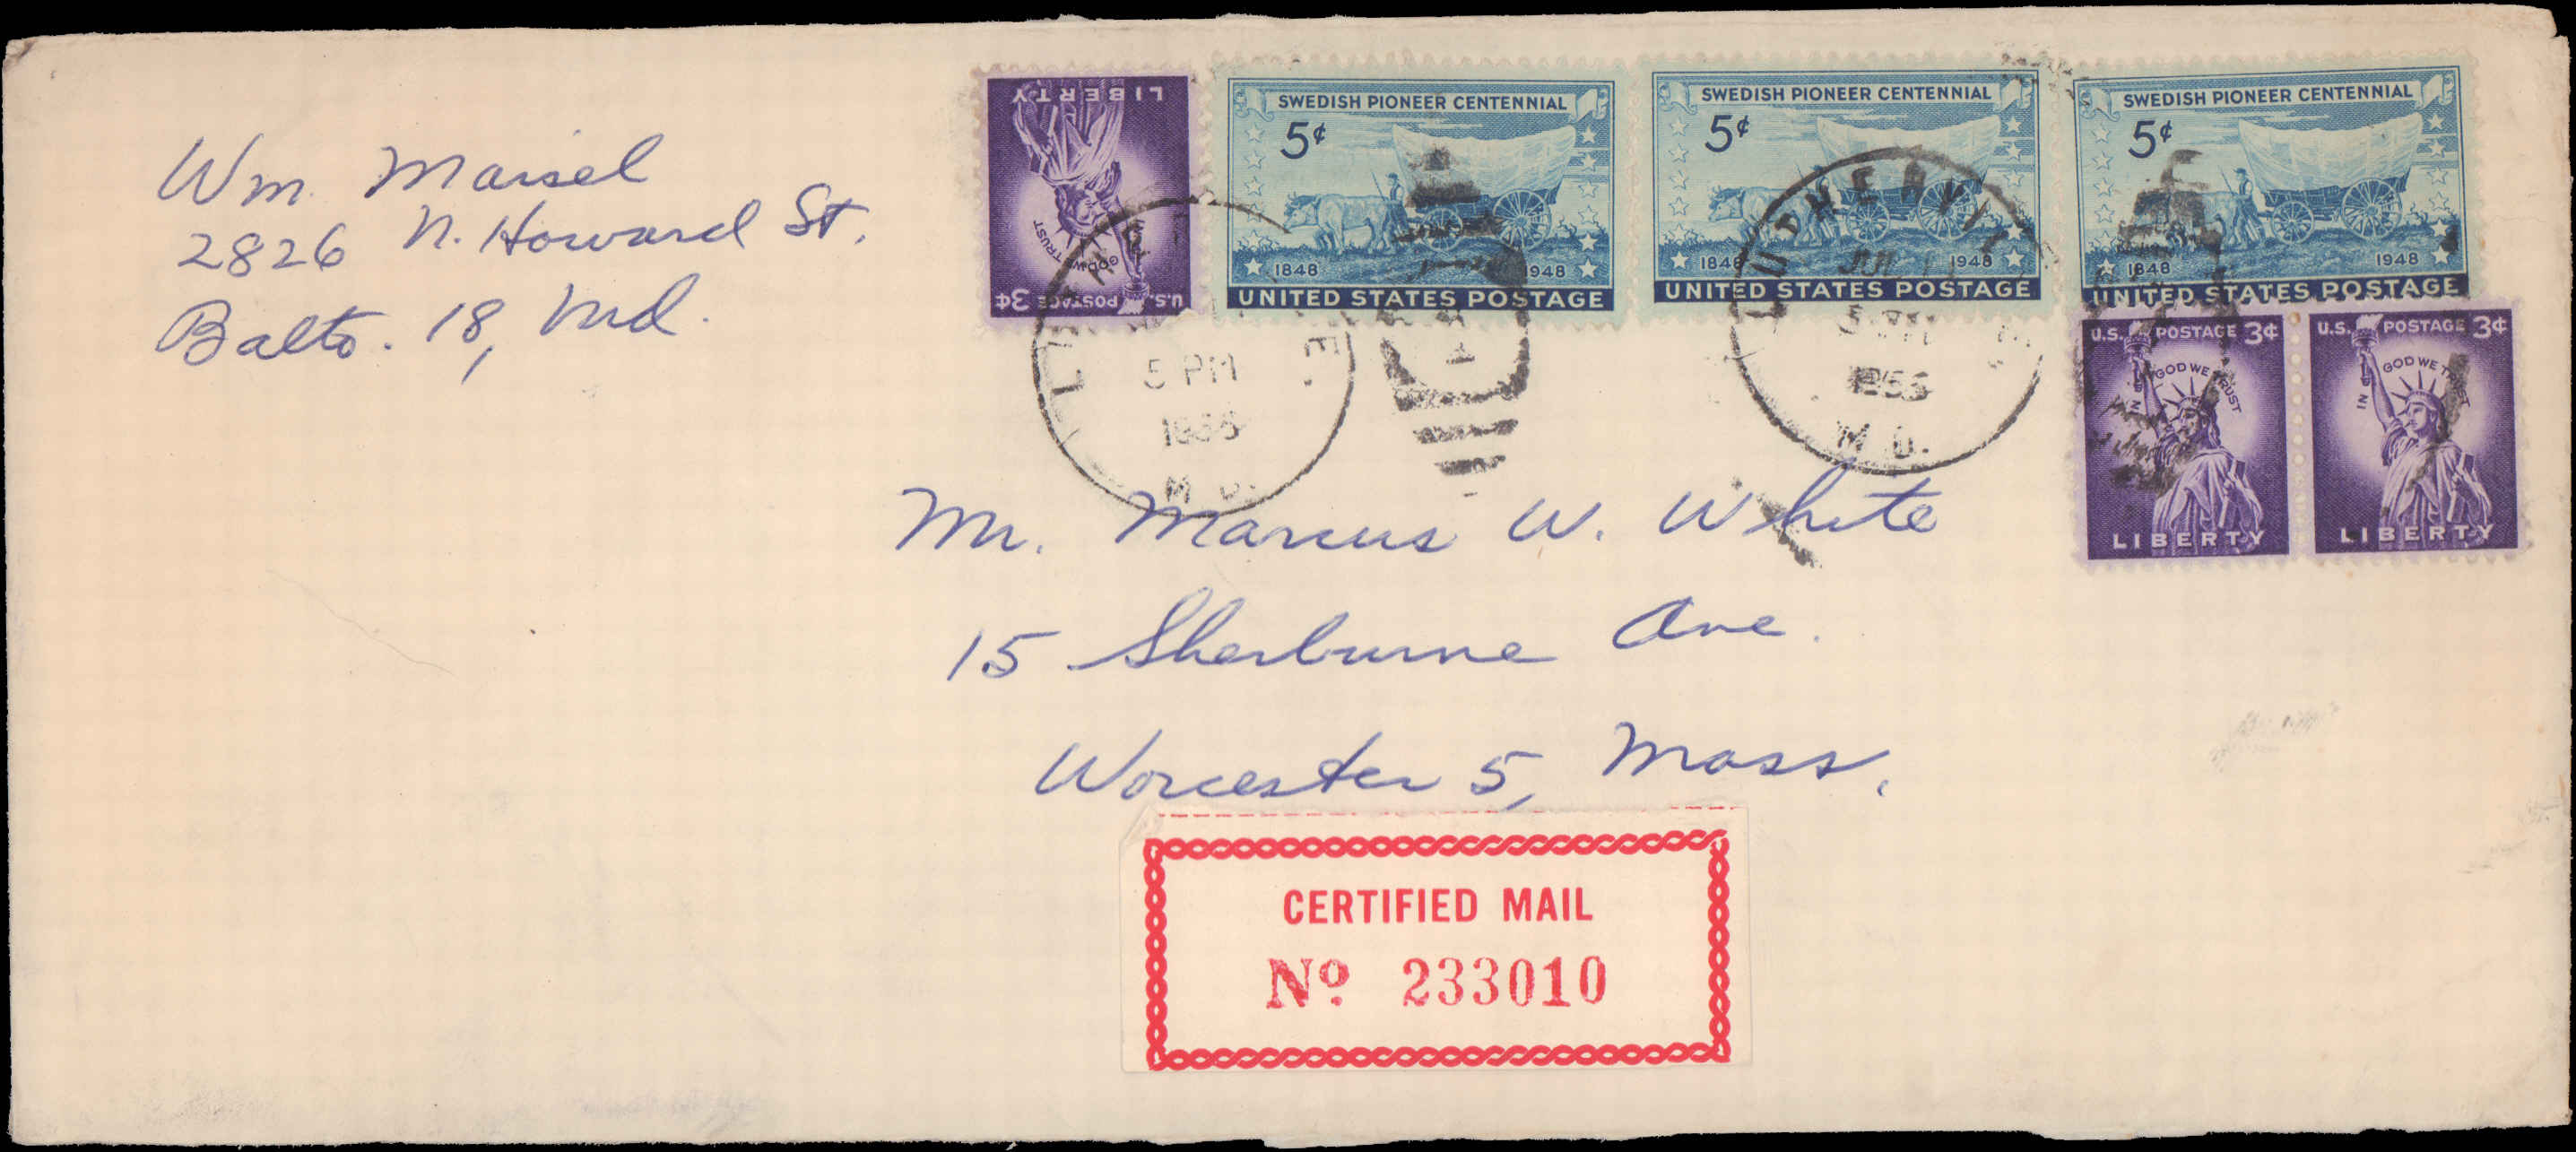 Wm. Maisel
2826 N. Howard St.
Balto. 18, Md.
LIBERTY
IN GOD WE TRUST
U.S. POSTAGE 3¢
SWEDISH PIONEER CENTENNIAL
5¢
1848 1948
UNITED STATES POSTAGE
SWEDISH PIONEER CENTENNIAL
5¢
1848 1948
UNITED STATES POSTAGE
SWEDISH PIONEER CENTENNIAL
5¢
1848 1948
UNITED STATES POSTAGE
U.S. POSTAGE 3¢
IN GOD WE TRUST
LIBERTY
U.S. POSTAGE 3¢
IN GOD WE TRUST
LIBERTY
5 PM
MD.
JUL
MD.
Mr. Marcus W. White
15 Sherburne Ave.
Worcester 5, Mass.
CERTIFIED MAIL
No. 233010